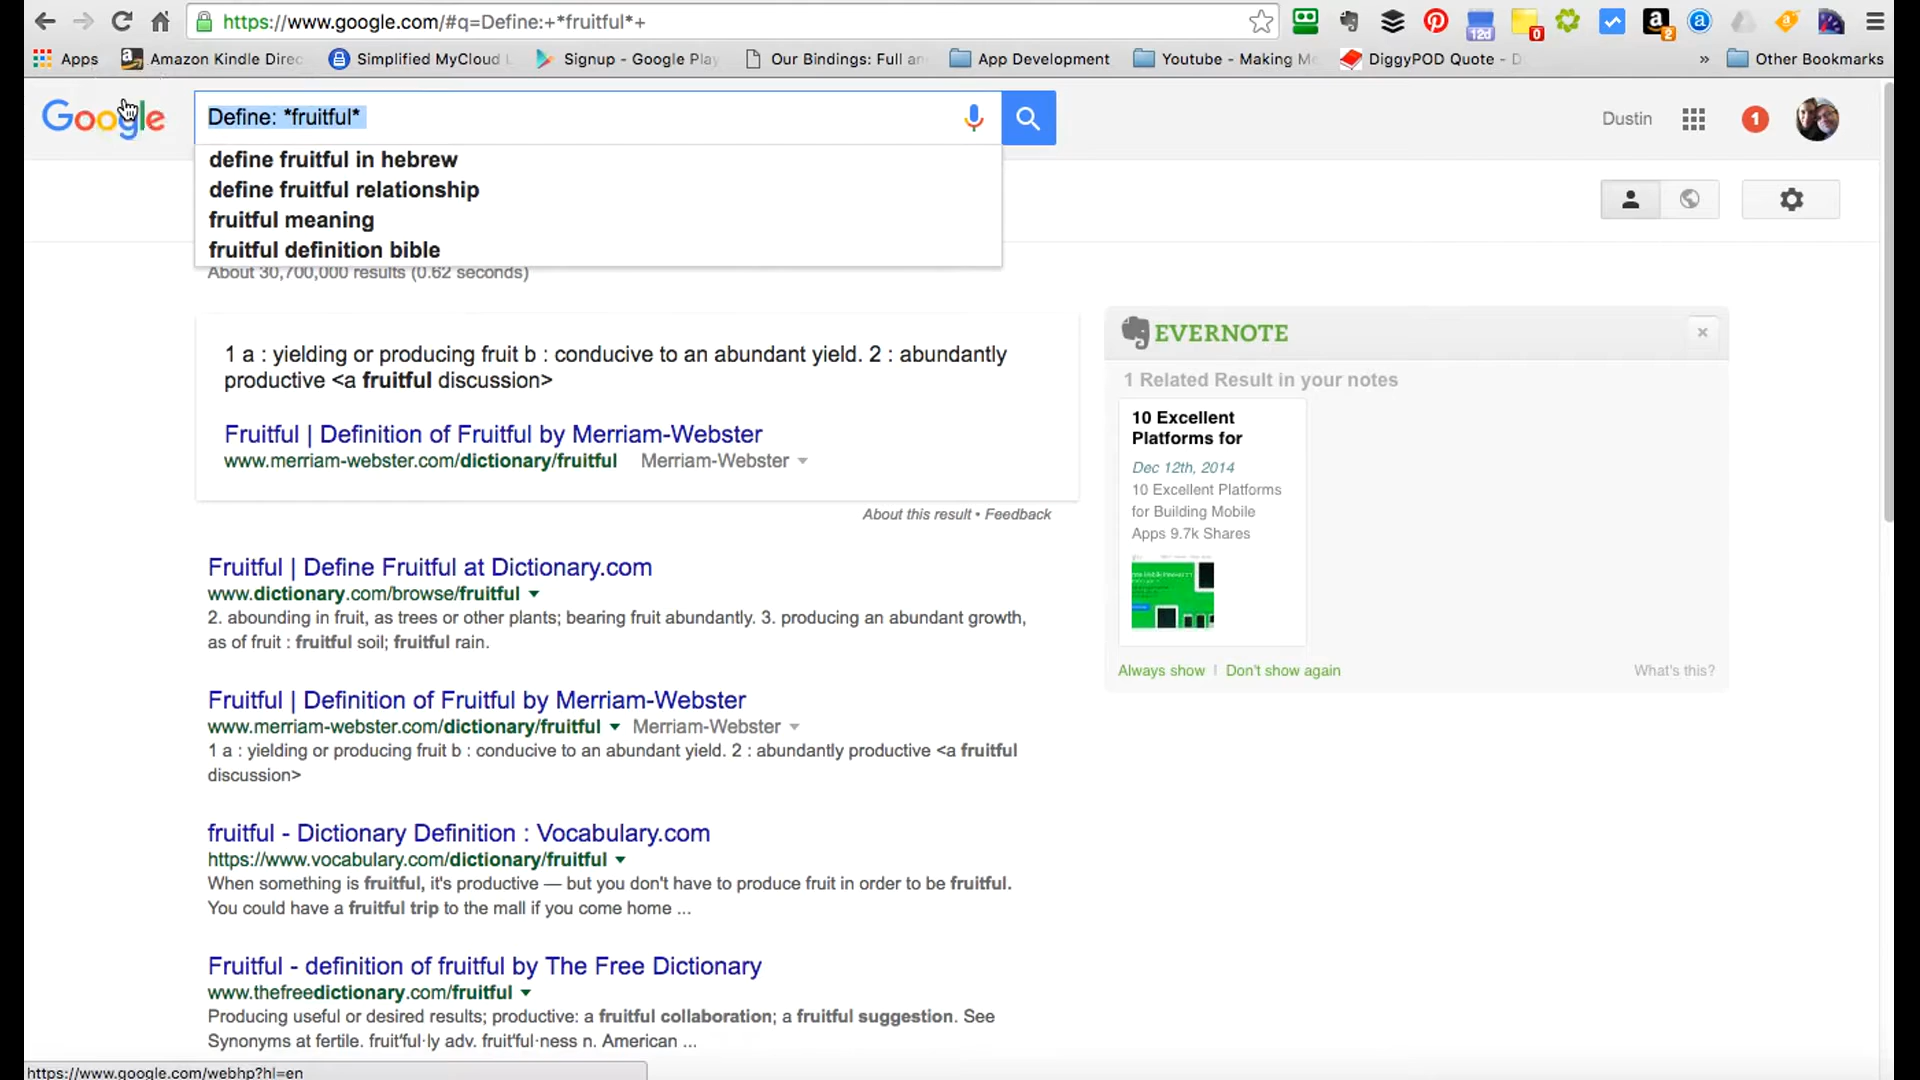 https://www.google.com/#q=Define:+*fruitful*+
12d
0
2
Apps
Amazon Kindle Direc
Simplified MyCloud
Signup - Google Play
Our Bindings: Full an
App Development
Youtube - Making M
DiggyPOD Quote - D
»
Other Bookmarks
Google
Define: *fruitful*
Dustin
1
define fruitful in hebrew
define fruitful relationship
fruitful meaning
fruitful definition bible
About 30,700,000 results (0.62 seconds)
1 a : yielding or producing fruit b : conducive to an abundant yield. 2 : abundantly
productive <a fruitful discussion>
Fruitful | Definition of Fruitful by Merriam-Webster
www.merriam-webster.com/dictionary/fruitful Merriam-Webster
About this result • Feedback
Fruitful | Define Fruitful at Dictionary.com
www.dictionary.com/browse/fruitful
2. abounding in fruit, as trees or other plants; bearing fruit abundantly. 3. producing an abundant growth,
as of fruit : fruitful soil; fruitful rain.
Fruitful | Definition of Fruitful by Merriam-Webster
www.merriam-webster.com/dictionary/fruitful Merriam-Webster
1 a : yielding or producing fruit b : conducive to an abundant yield. 2 : abundantly productive <a fruitful
discussion>
fruitful - Dictionary Definition : Vocabulary.com
https://www.vocabulary.com/dictionary/fruitful
When something is fruitful, it's productive — but you don't have to produce fruit in order to be fruitful.
You could have a fruitful trip to the mall if you come home ...
Fruitful - definition of fruitful by The Free Dictionary
www.thefreedictionary.com/fruitful
Producing useful or desired results; productive: a fruitful collaboration; a fruitful suggestion. See
Synonyms at fertile. fruit′ful·ly adv. fruit′ful·ness n. American ...
EVERNOTE
×
1 Related Result in your notes
10 Excellent
Platforms for
Dec 12th, 2014
10 Excellent Platforms
for Building Mobile
Apps 9.7k Shares
Always show | Don't show again
What's this?
https://www.google.com/webhp?hl=en